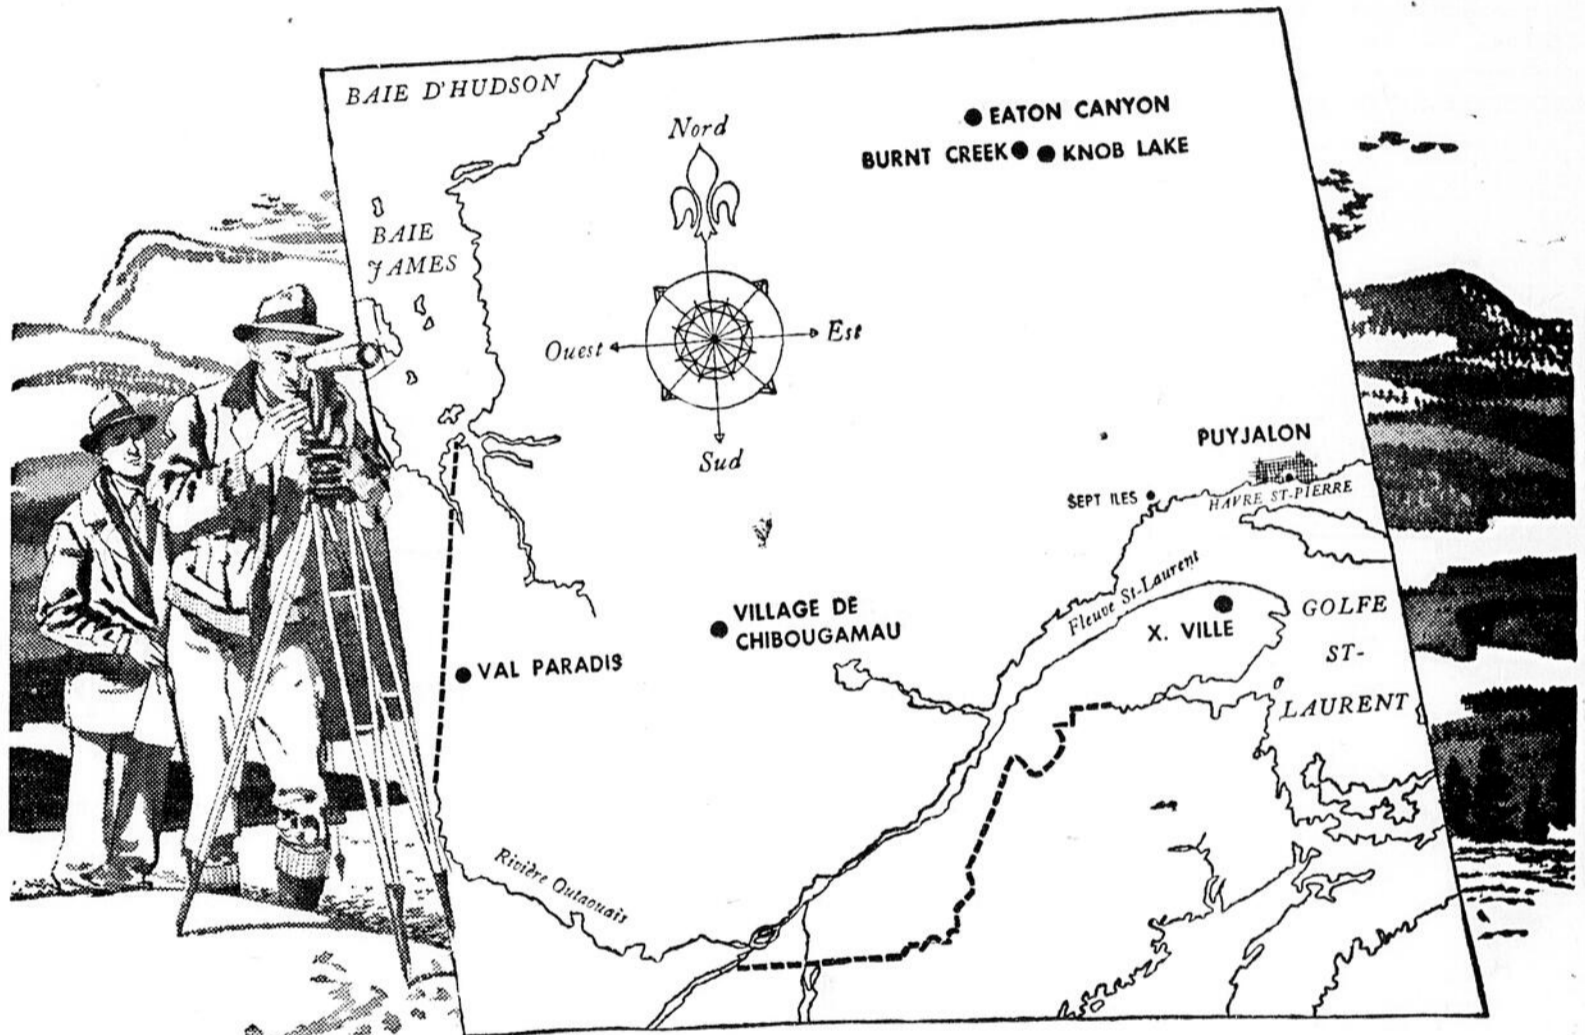 BAIE D'HUDSON
EATON CANYON
BURNT CREEK
KNOB LAKE
Nord
BAIE
JAMES
Ouest
Est
Sud
PUYJALON
SEPT ILES
HAVRE ST-PIERRE
Fleuve St-Laurent
VILLAGE DE
CHIBOUGAMAU
X. VILLE
GOLFE
ST-
LAURENT
VAL PARADIS
Rivière Outaouais